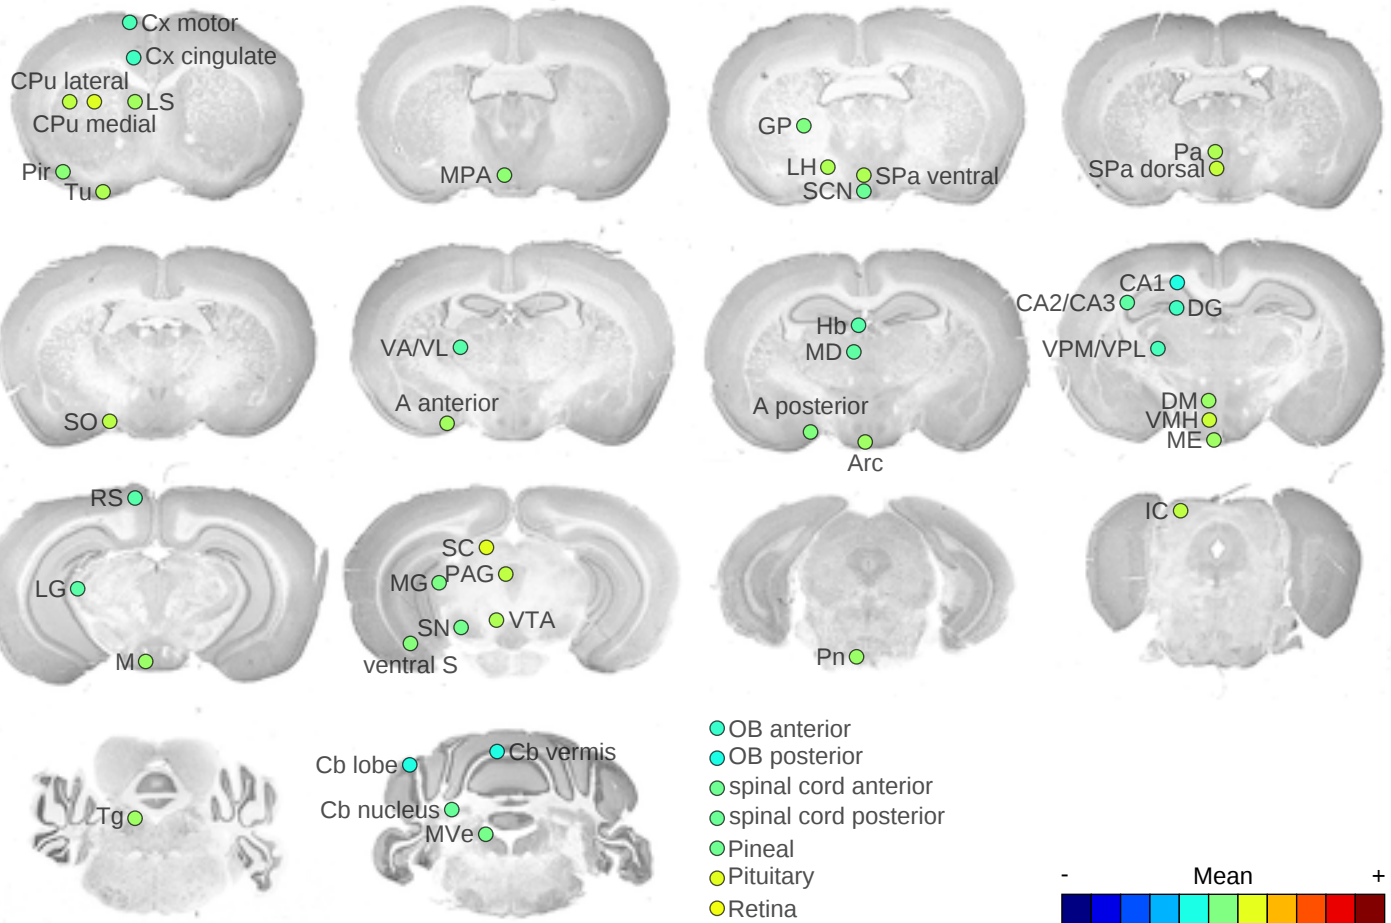 Cx motor
Cx cingulate
CPu lateral
LS
CPu medial
Pir
Tu
MPA
GP
LH
SPa ventral
SCN
Pa
SPa dorsal
SO
VA/VL
A anterior
Hb
MD
A posterior
Arc
CA1
CA2/CA3
DG
VPM/VPL
DM
VMH
ME
RS
LG
M
SC
MG
PAG
SN
VTA
ventral S
Pn
IC
Tg
Cb lobe
Cb vermis
Cb nucleus
MVe
OB anterior
OB posterior
spinal cord anterior
spinal cord posterior
Pineal
Pituitary
Retina
- Mean +